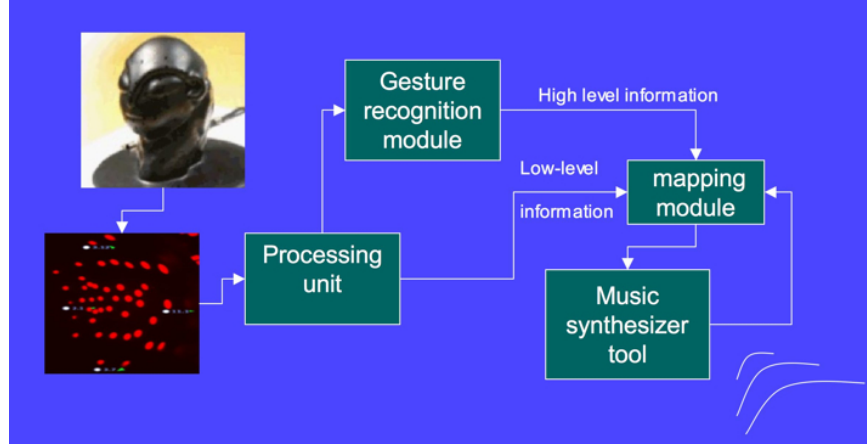 Gesture
recognition
module
High level information
Low-level
information
mapping
module
Processing
unit
Music
synthesizer
tool